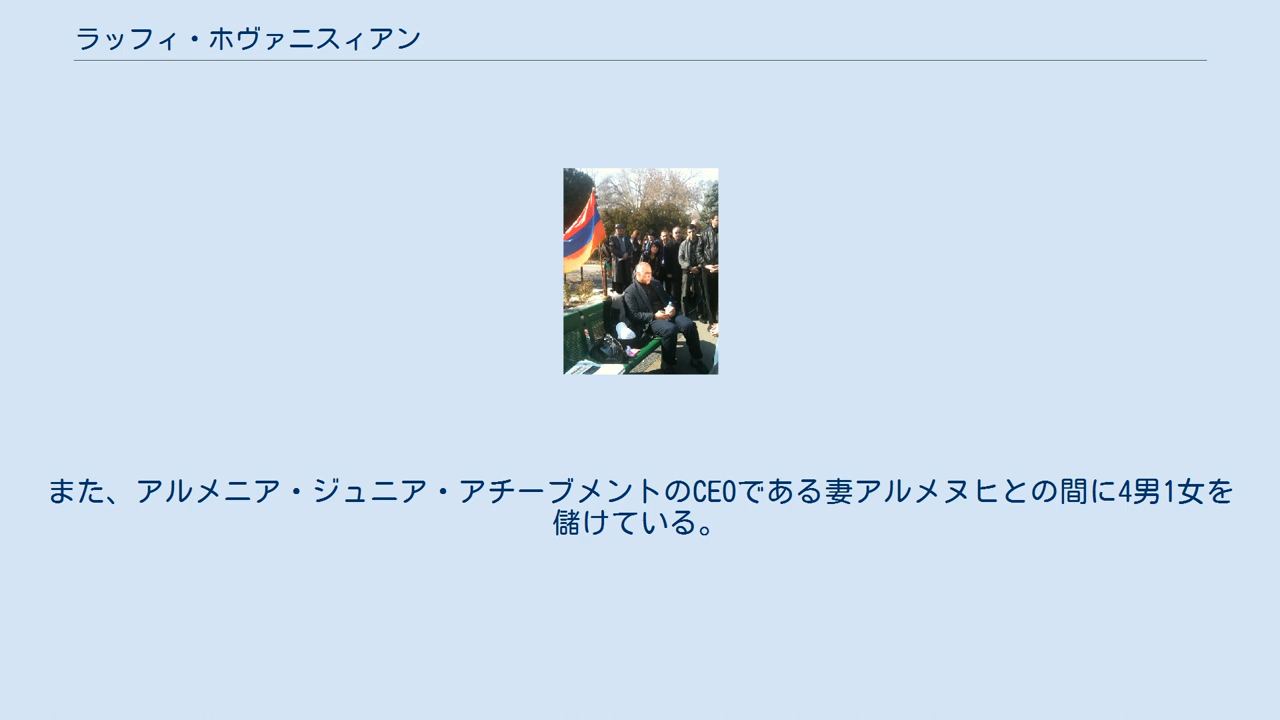 ラッフィ・ホヴァニスィアン
また、アルメニア・ジュニア・アチーブメントのCEOである妻アルメヌヒとの間に4男1女を
儲けている。